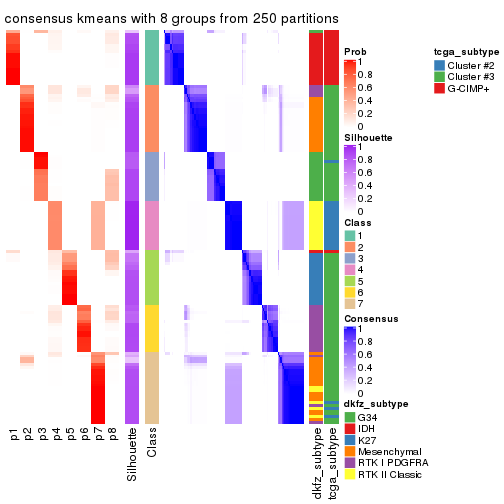 consensus kmeans with 8 groups from 250 partitions
Prob
1
0.8
0.6
0.4
0.2
0
Silhouette
1
0.8
0.6
0.4
0.2
0
Class
1
2
3
4
5
6
7
Consensus
1
0.8
0.6
0.4
0.2
0
dkfz_subtype
G34
IDH
K27
Mesenchymal
RTK I PDGFRA
RTK II Classic
tcga_subtype
Cluster #2
Cluster #3
G-CIMP+
p1
p2
p3
p4
p5
p6
p7
p8
Silhouette
Class
dkfz_subtype
tcga_subtype